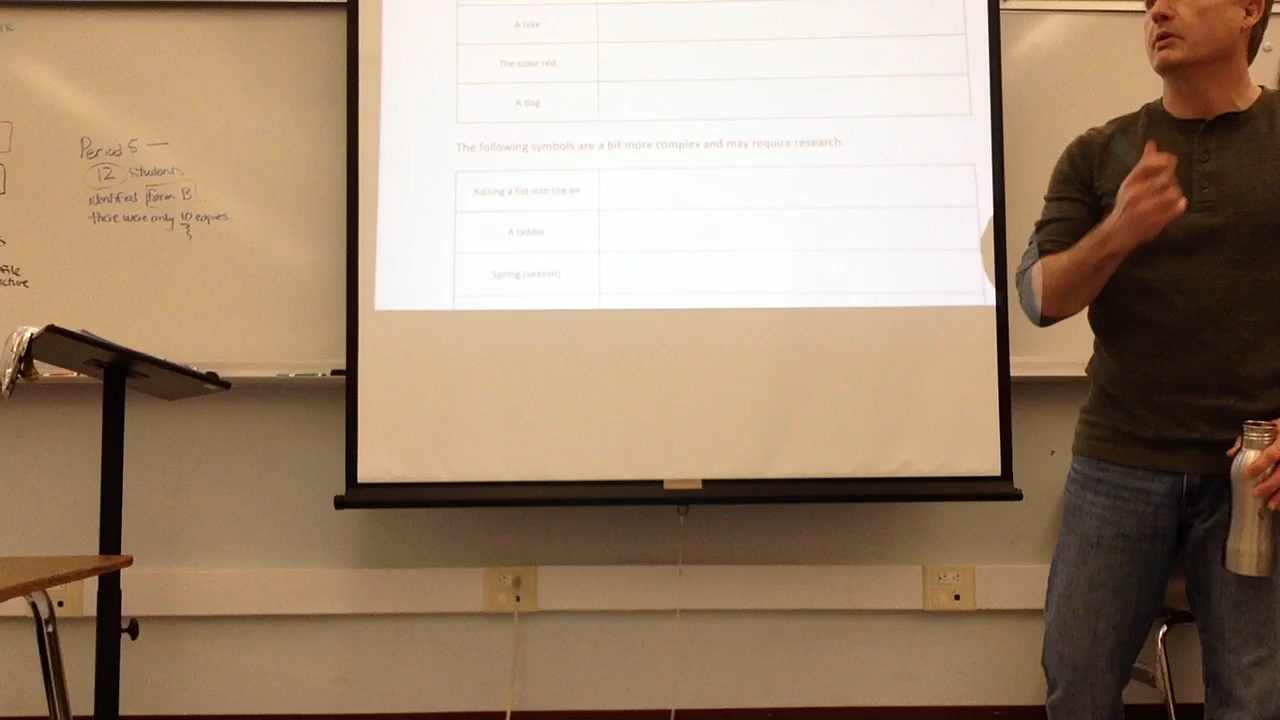 Period 5 —
12 students
identified form B
there were only 10 copies
A lake
The color red
A dog
The following symbols are a bit more complex and may require research.
Raising a fist into the air
A ladder
Spring (season)